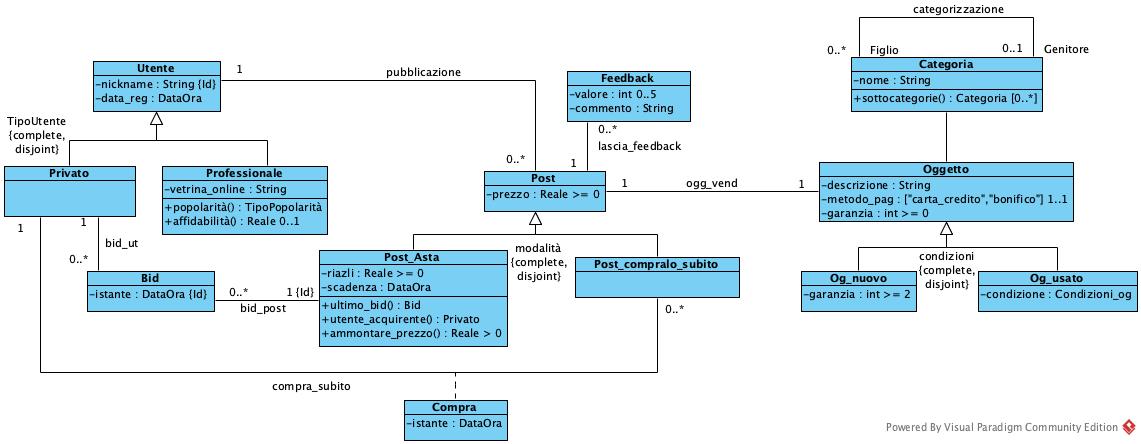 categorizzazione
0..*
Figlio
0..1
Genitore
Categoria
-nome : String
+sottocategorie() : Categoria [0..*]
Utente
-nickname : String {Id}
-data_reg : DataOra
1
pubblicazione
0..*
Feedback
-valore : int 0..5
-commento : String
0..*
lascia_feedback
1
TipoUtente
{complete,
disjoint}
Privato
Professionale
-vetrina_online : String
+popolarità() : TipoPopolarità
+affidabilità() : Reale 0..1
Post
-prezzo : Reale >= 0
1
ogg_vend
1
Oggetto
-descrizione : String
-metodo_pag : ["carta_credito","bonifico"] 1..1
-garanzia : int >= 0
1
1
bid_ut
0..*
Bid
-istante : DataOra {Id}
0..*
bid_post
1 {Id}
Post_Asta
-riazli : Reale >= 0
-scadenza : DataOra
+ultimo_bid() : Bid
+utente_acquirente() : Privato
+ammontare_prezzo() : Reale > 0
modalità
{complete,
disjoint}
Post_compralo_subito
0..*
condizioni
{complete,
disjoint}
Og_nuovo
-garanzia : int >= 2
Og_usato
-condizione : Condizioni_og
compra_subito
Compra
-istante : DataOra
Powered By Visual Paradigm Community Edition